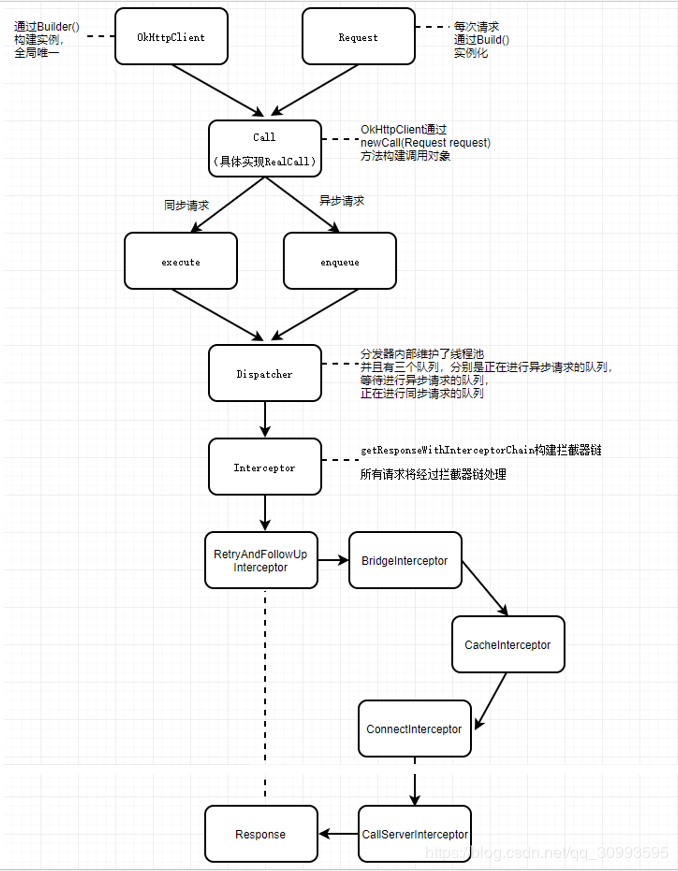 通过Builder()
构建实例，
全局唯一
OkHttpClient
Request
每次请求
通过Build()
实例化
Call
(具体实现RealCall)
OkHttpClient通过
newCall(Request request)
方法构建调用对象
同步请求
异步请求
execute
enqueue
Dispatcher
分发器内部维护了线程池
并且有三个队列，分别是正在进行异步请求的队列，
等待进行异步请求的队列，
正在进行同步请求的队列
Interceptor
getResponseWithInterceptorChain构建拦截器链
所有请求将经过拦截器链处理
RetryAndFollowUp
Interceptor
BridgeInterceptor
CacheInterceptor
ConnectInterceptor
Response
CallServerInterceptor
https://blog.csdn.net/qq_30993595